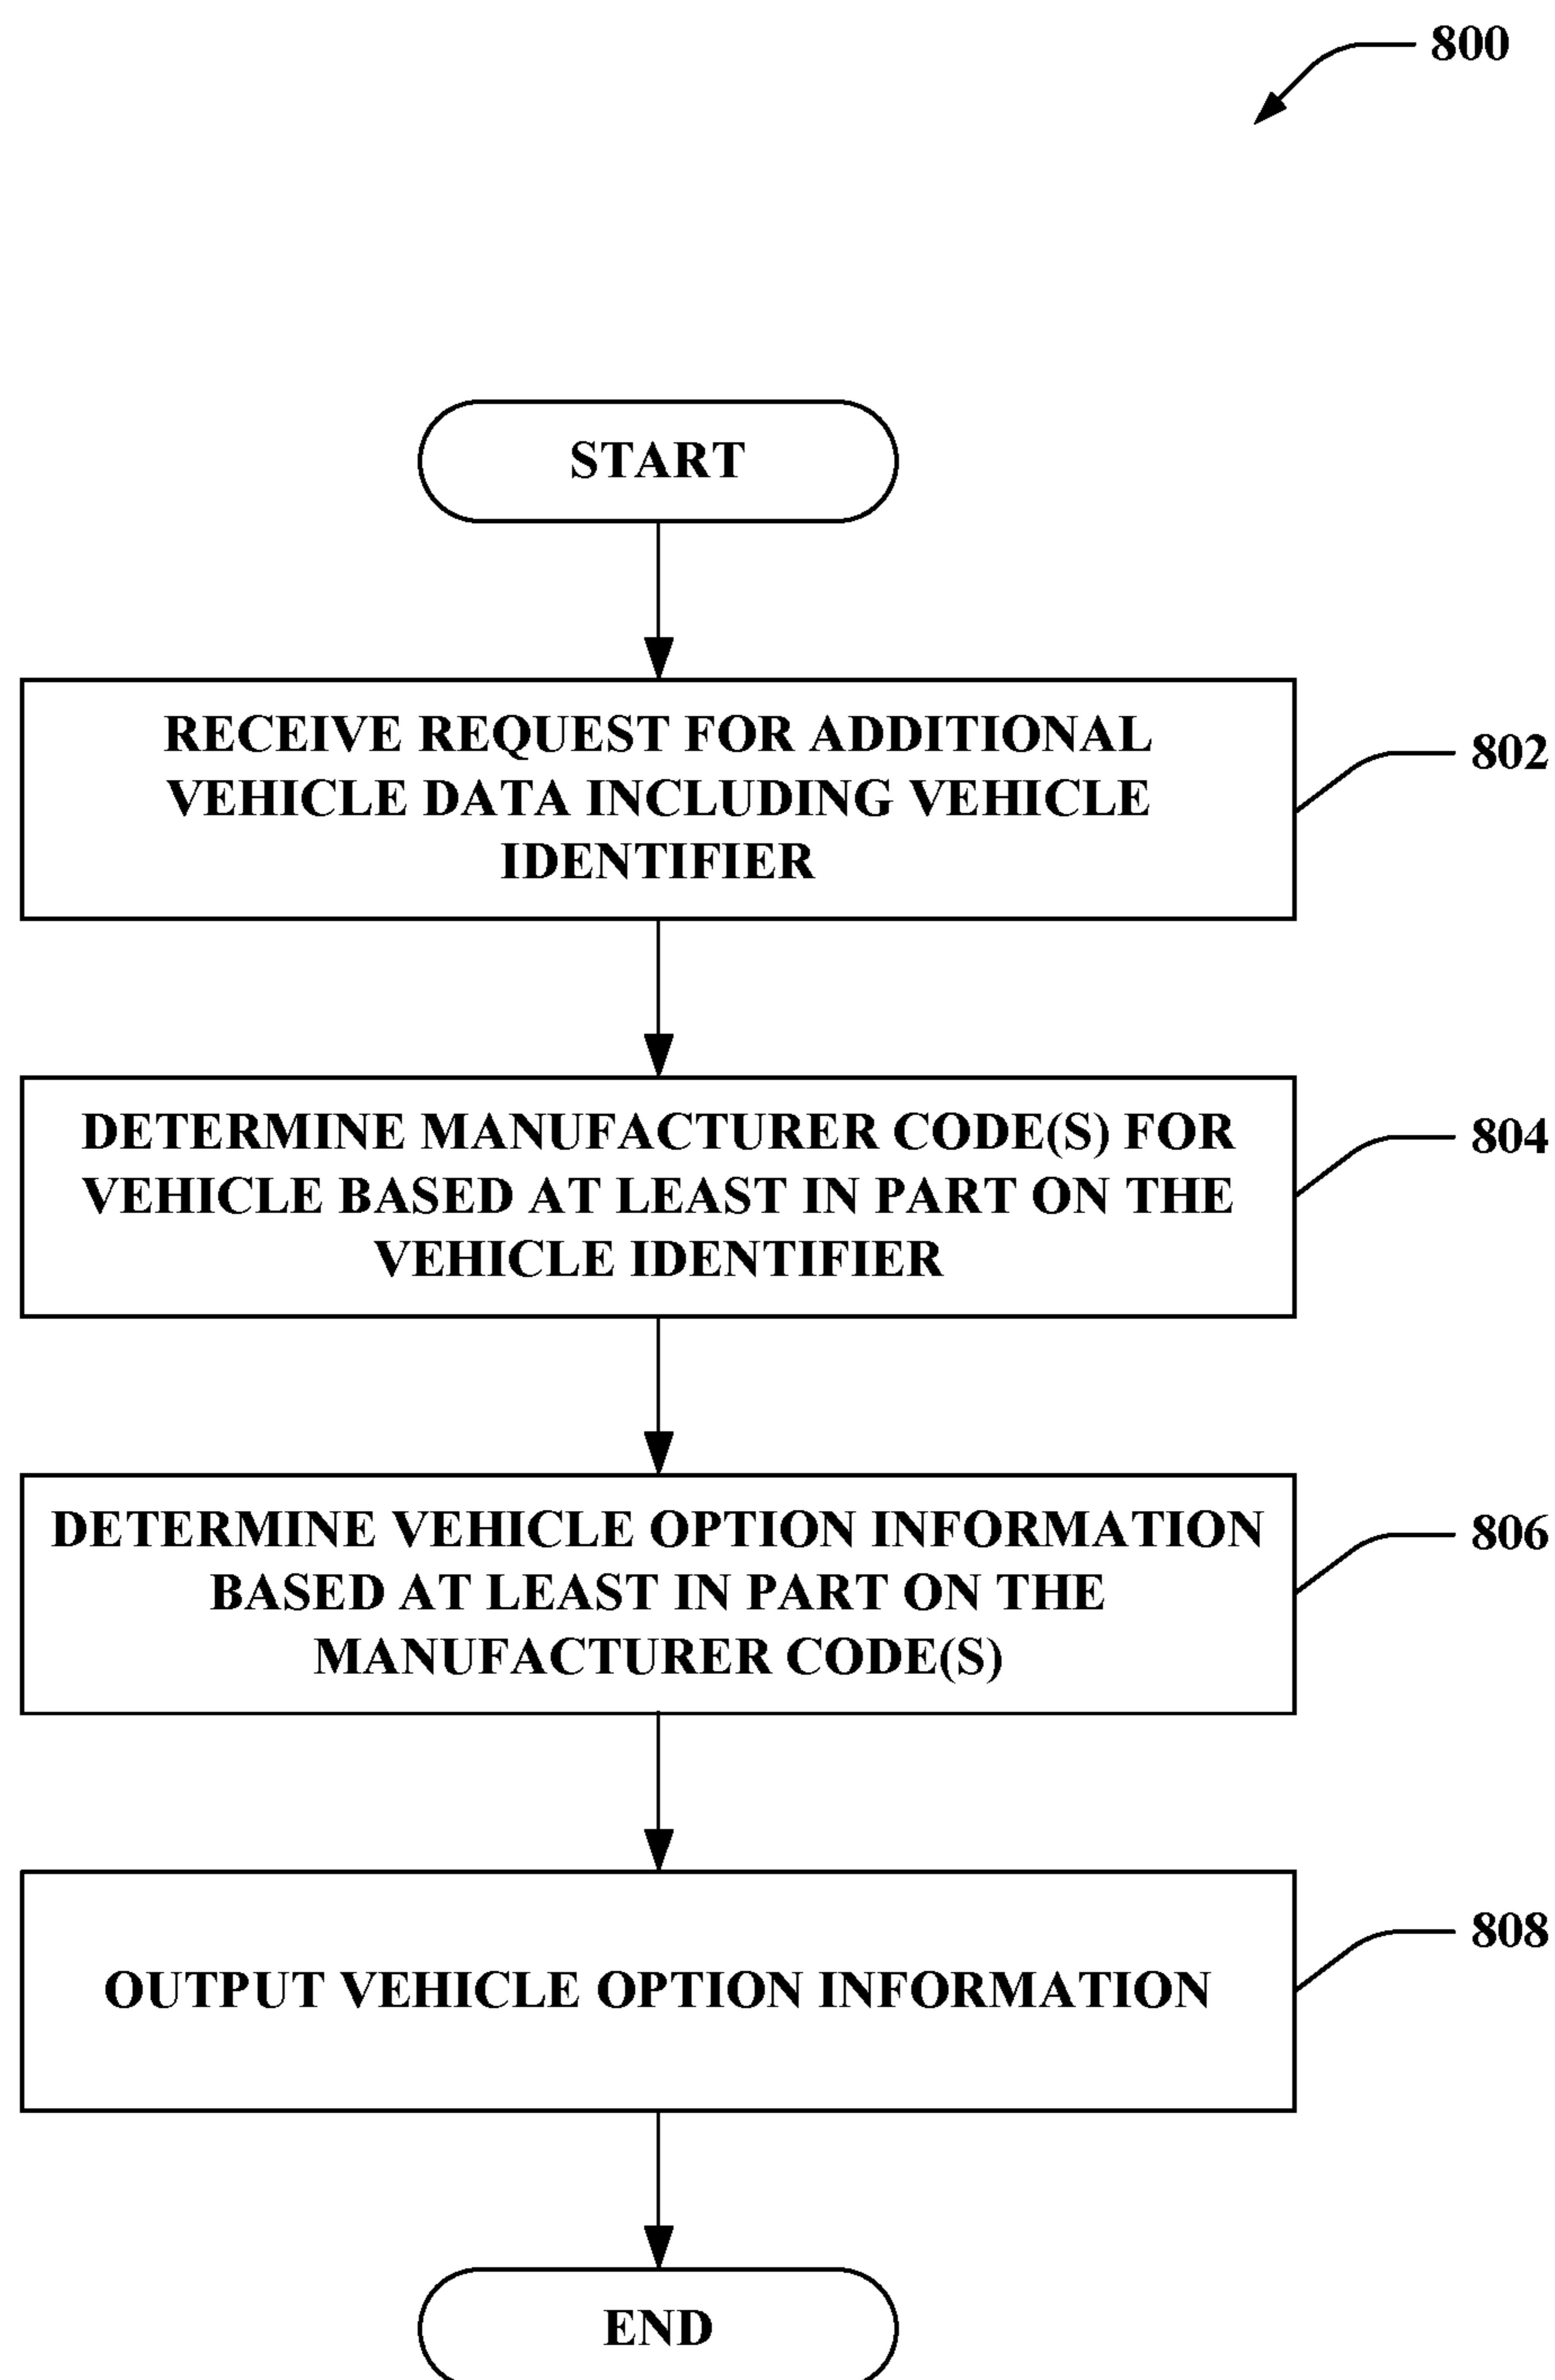 800
START
RECEIVE REQUEST FOR ADDITIONAL
VEHICLE DATA INCLUDING VEHICLE
IDENTIFIER
802
DETERMINE MANUFACTURER CODE(S) FOR
VEHICLE BASED AT LEAST IN PART ON THE
VEHICLE IDENTIFIER
804
DETERMINE VEHICLE OPTION INFORMATION
BASED AT LEAST IN PART ON THE
MANUFACTURER CODE(S)
806
OUTPUT VEHICLE OPTION INFORMATION
808
END